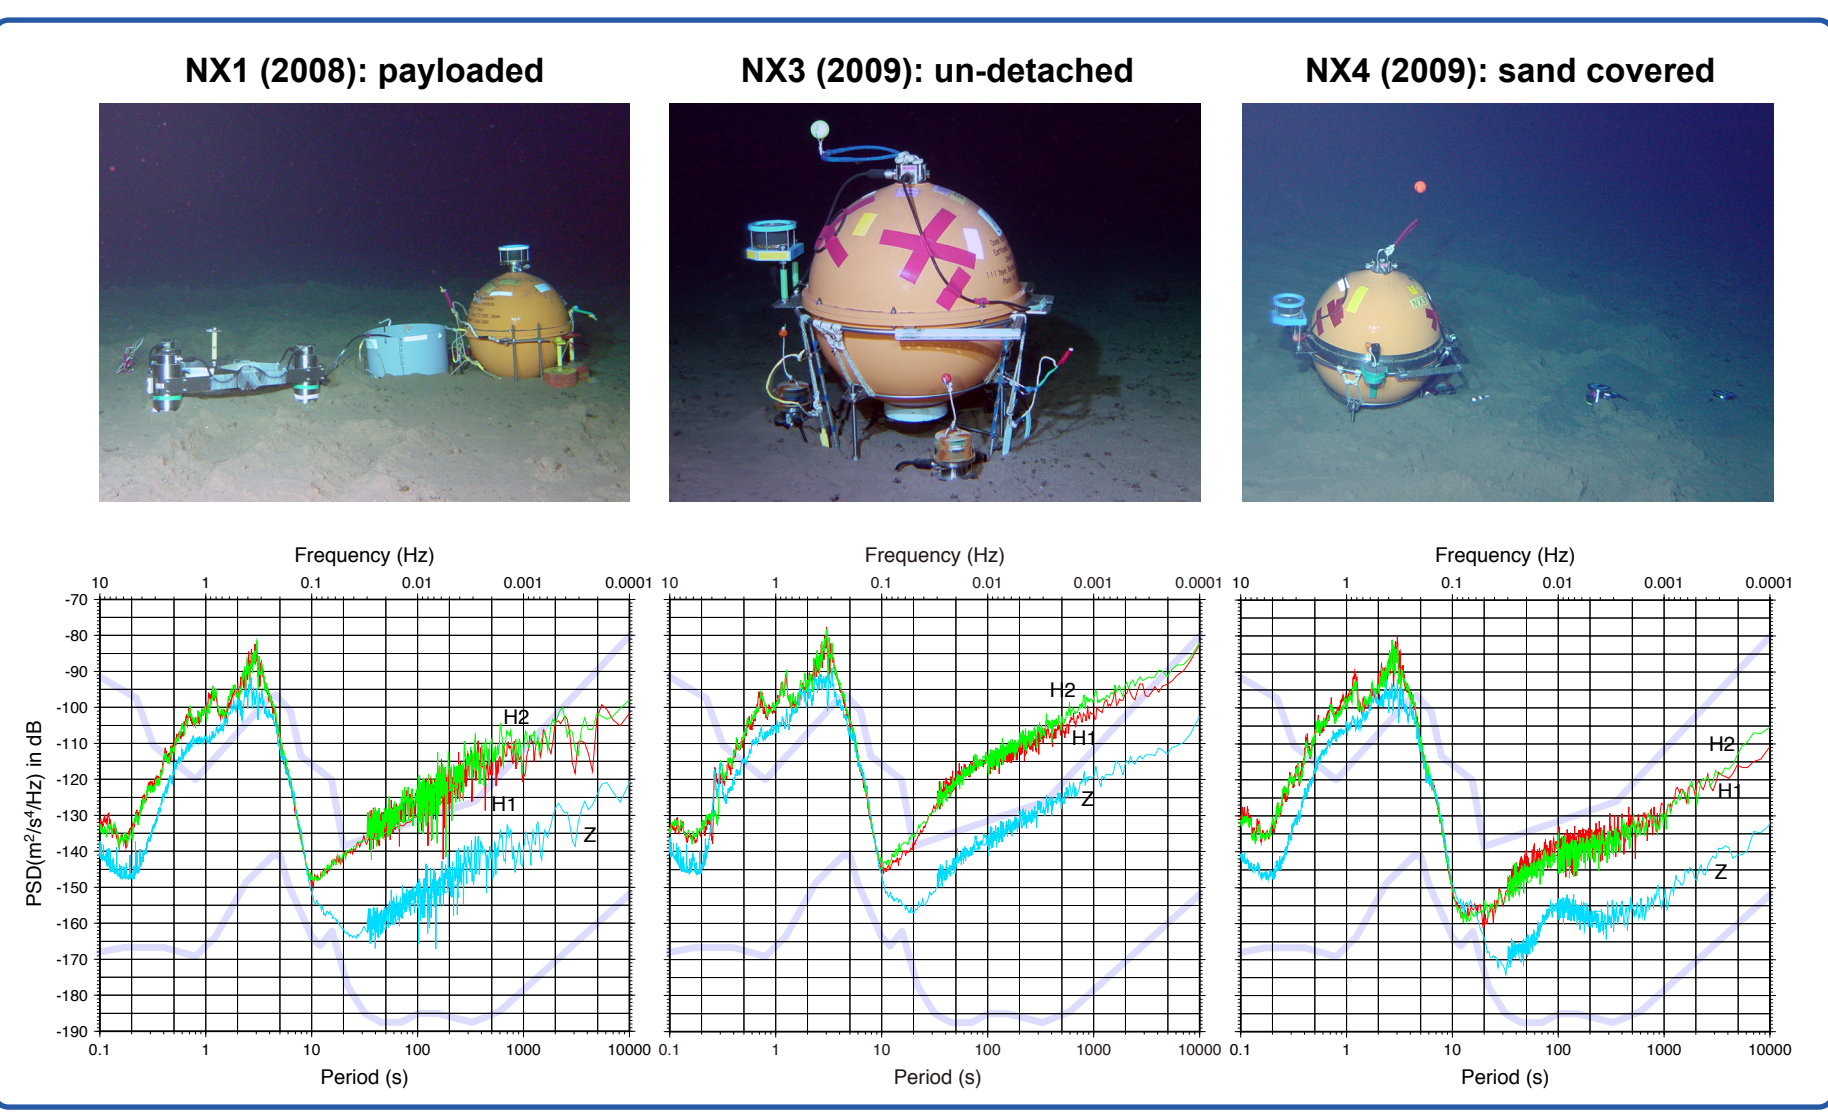 NX1 (2008): payloaded
NX3 (2009): un-detached
NX4 (2009): sand covered
Frequency (Hz)
Frequency (Hz)
Frequency (Hz)
10 1 0.1 0.01 0.001 0.0001
10 1 0.1 0.01 0.001 0.0001
10 1 0.1 0.01 0.001 0.0001
PSD(m²/s⁴/Hz) in dB
-70
-80
-90
-100
-110
-120
-130
-140
-150
-160
-170
-180
-190
H2
H1
Z
H2
H1
Z
H2
H1
Z
0.1 1 10 100 1000 10000
0.1 1 10 100 1000 10000
0.1 1 10 100 1000 10000
Period (s)
Period (s)
Period (s)